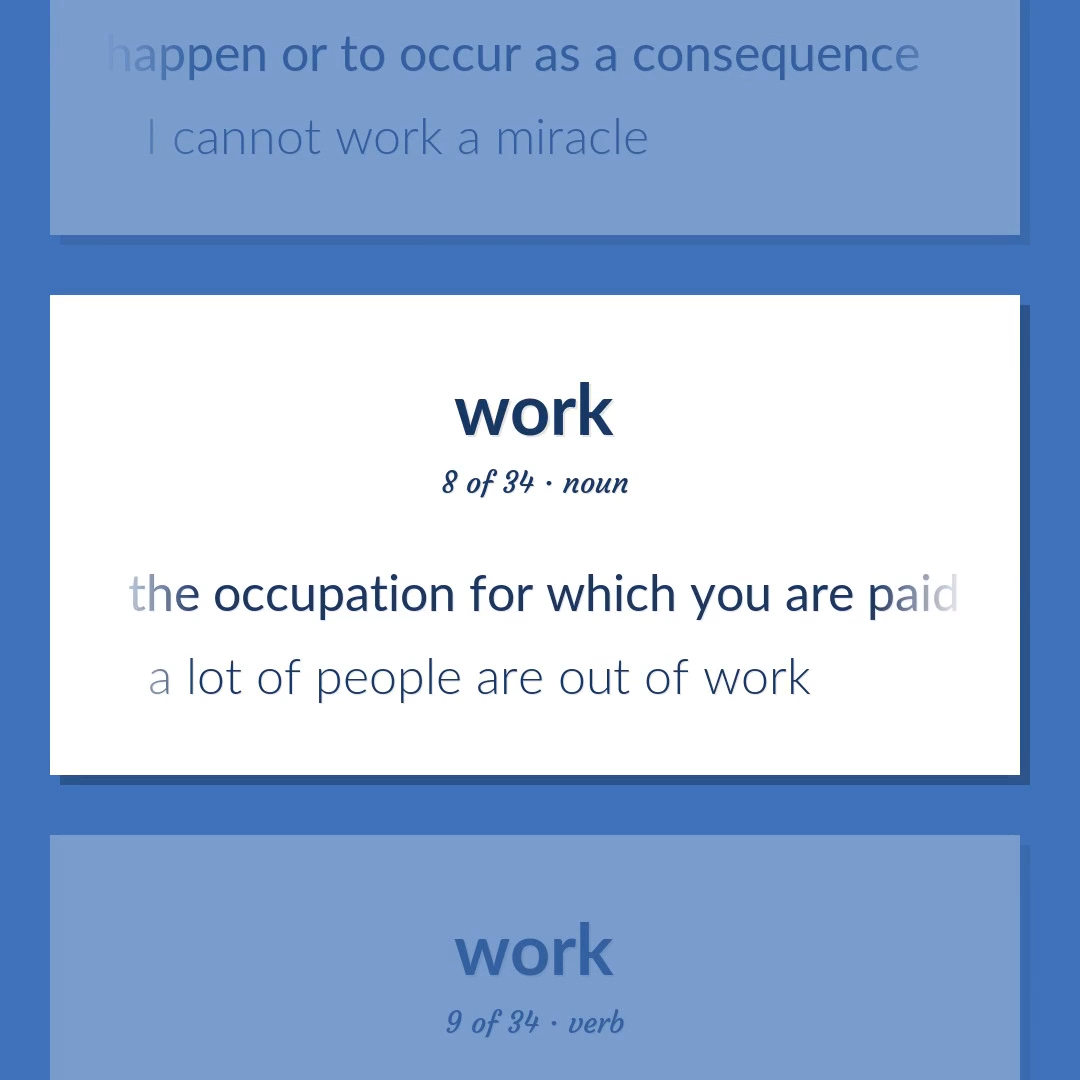 happen or to occur as a consequence
I cannot work a miracle
work
8 of 34 · noun
the occupation for which you are paid
a lot of people are out of work
work
9 of 34 · verb